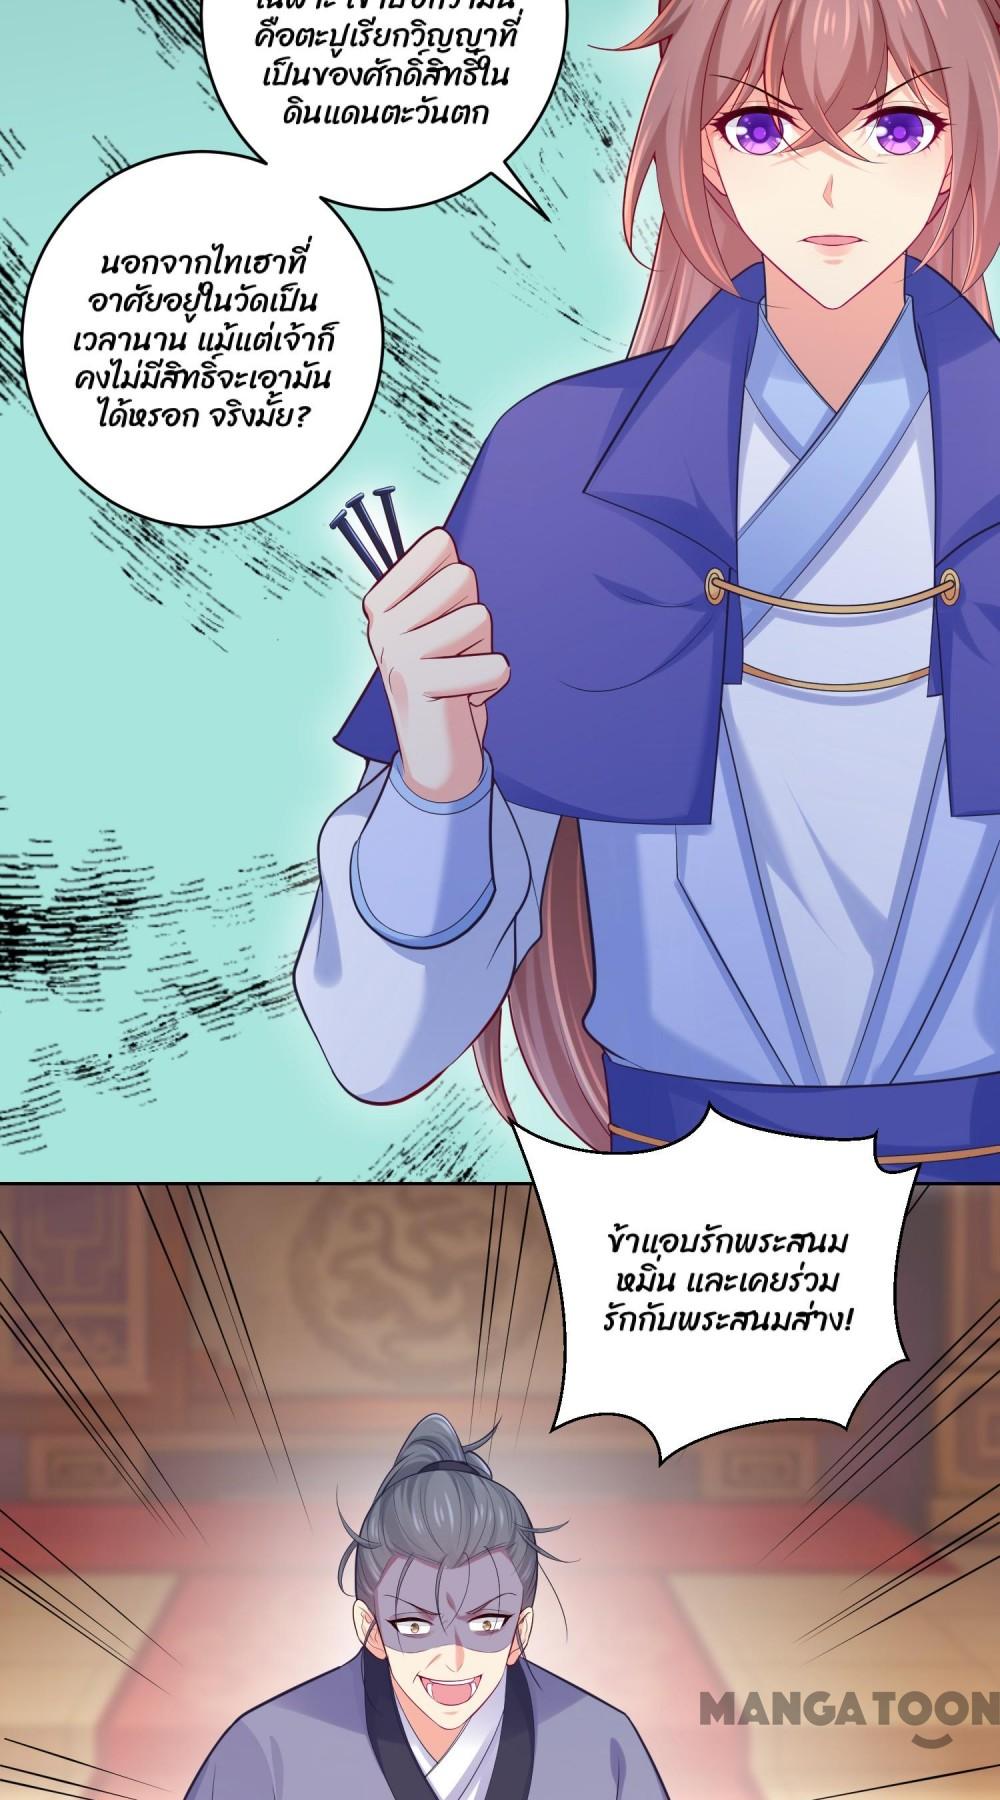 คือตะปูเรียกวิญญาที่
เป็นของศักดิ์สิทธิ์ใน
ดินแดนตะวันตก
นอกจากไทเฮาที่
อาศัยอยู่ในวัดเป็น
เวลานาน แม้แต่เจ้าก็
คงไม่มีสิทธิ์จะเอามัน
ได้หรอก จริงมั้ย?
ข้าแอบรักพระสนม
หมิ่น และเคยร่วม
รักกับพระสนมส่าง!
MANGATOON